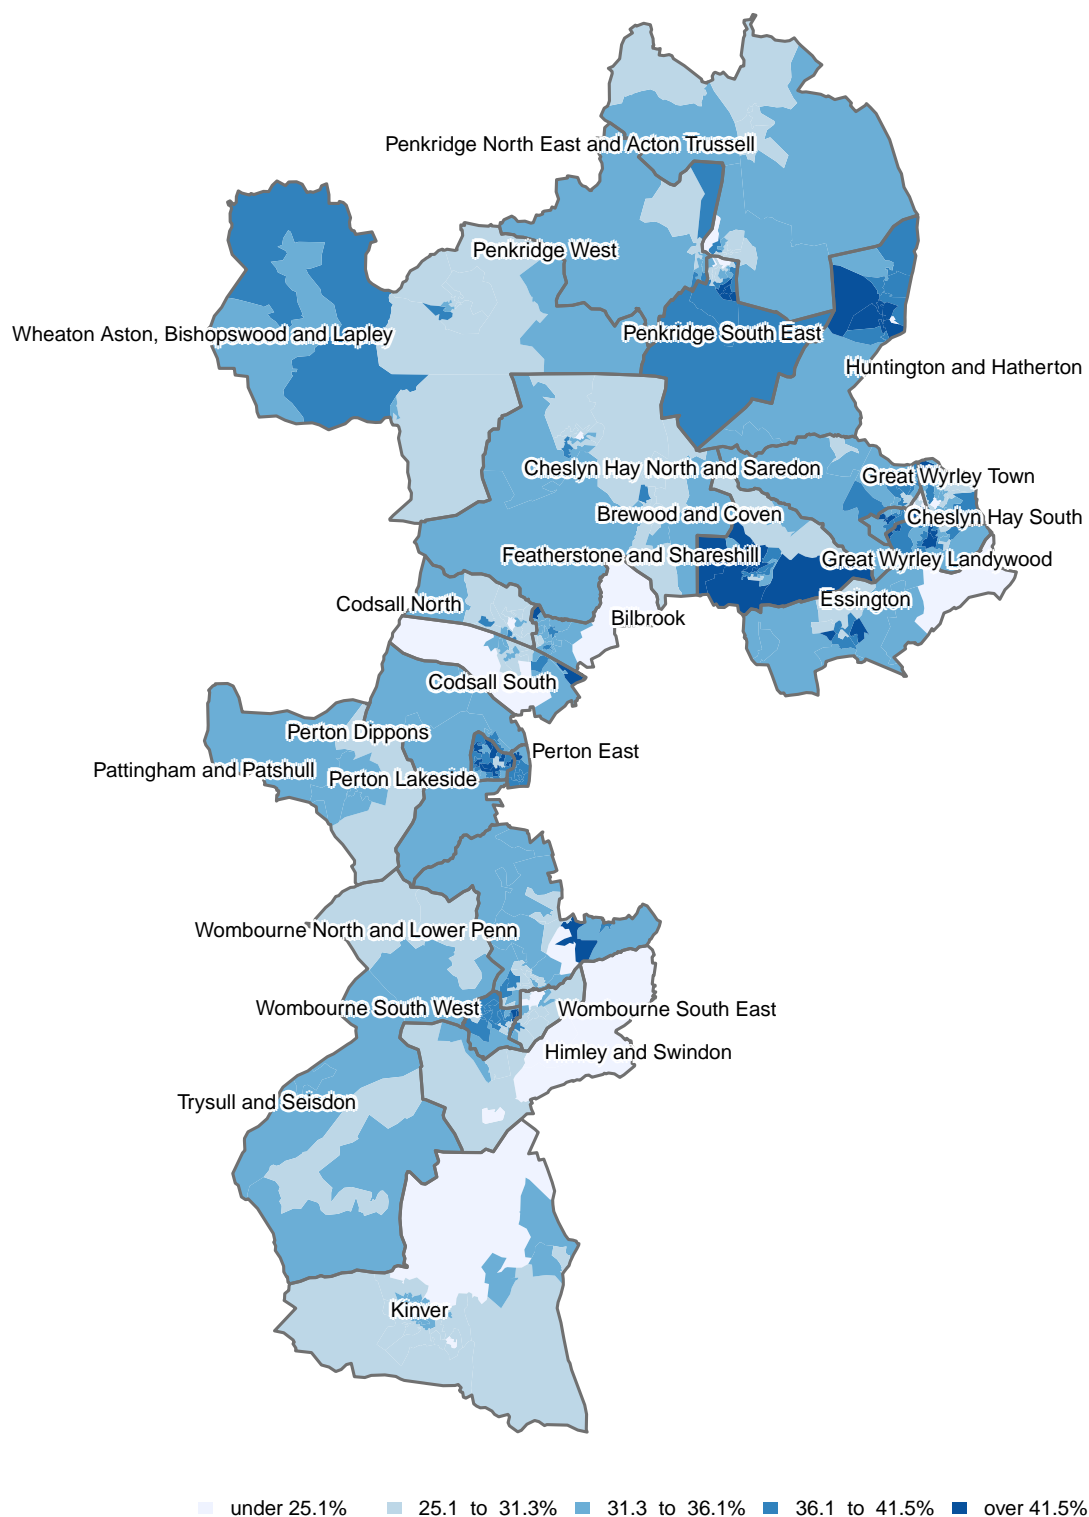 Penkridge North East and Acton Trussell
Penkridge West
Wheaton Aston, Bishopswood and Lapley
Penkridge South East
Huntington and Hatherton
Cheslyn Hay North and Saredon
Great Wyrley Town
Brewood and Coven
Cheslyn Hay South
Featherstone and Shareshill
Great Wyrley Landywood
Codsall North
Essington
Bilbrook
Codsall South
Perton Dippons
Perton East
Pattingham and Patshull
Perton Lakeside
Wombourne North and Lower Penn
Wombourne South West
Wombourne South East
Himley and Swindon
Trysull and Seisdon
Kinver
under 25.1% 25.1 to 31.3% 31.3 to 36.1% 36.1 to 41.5% over 41.5%